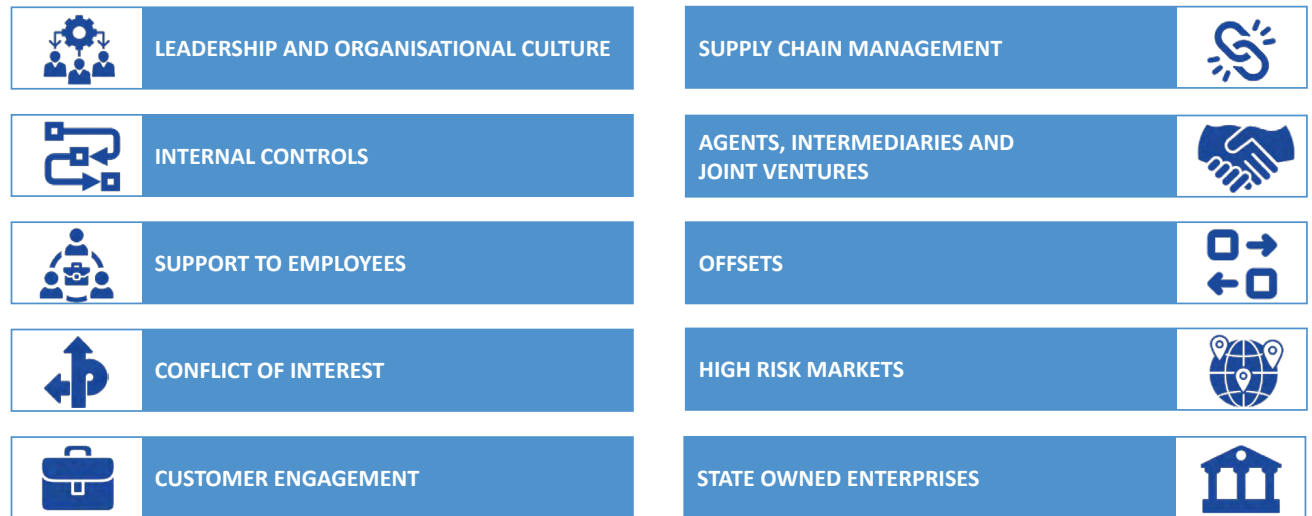 LEADERSHIP AND ORGANISATIONAL CULTURE
INTERNAL CONTROLS
SUPPORT TO EMPLOYEES
CONFLICT OF INTEREST
CUSTOMER ENGAGEMENT
SUPPLY CHAIN MANAGEMENT
AGENTS, INTERMEDIARIES AND
JOINT VENTURES
OFFSETS
HIGH RISK MARKETS
STATE OWNED ENTERPRISES